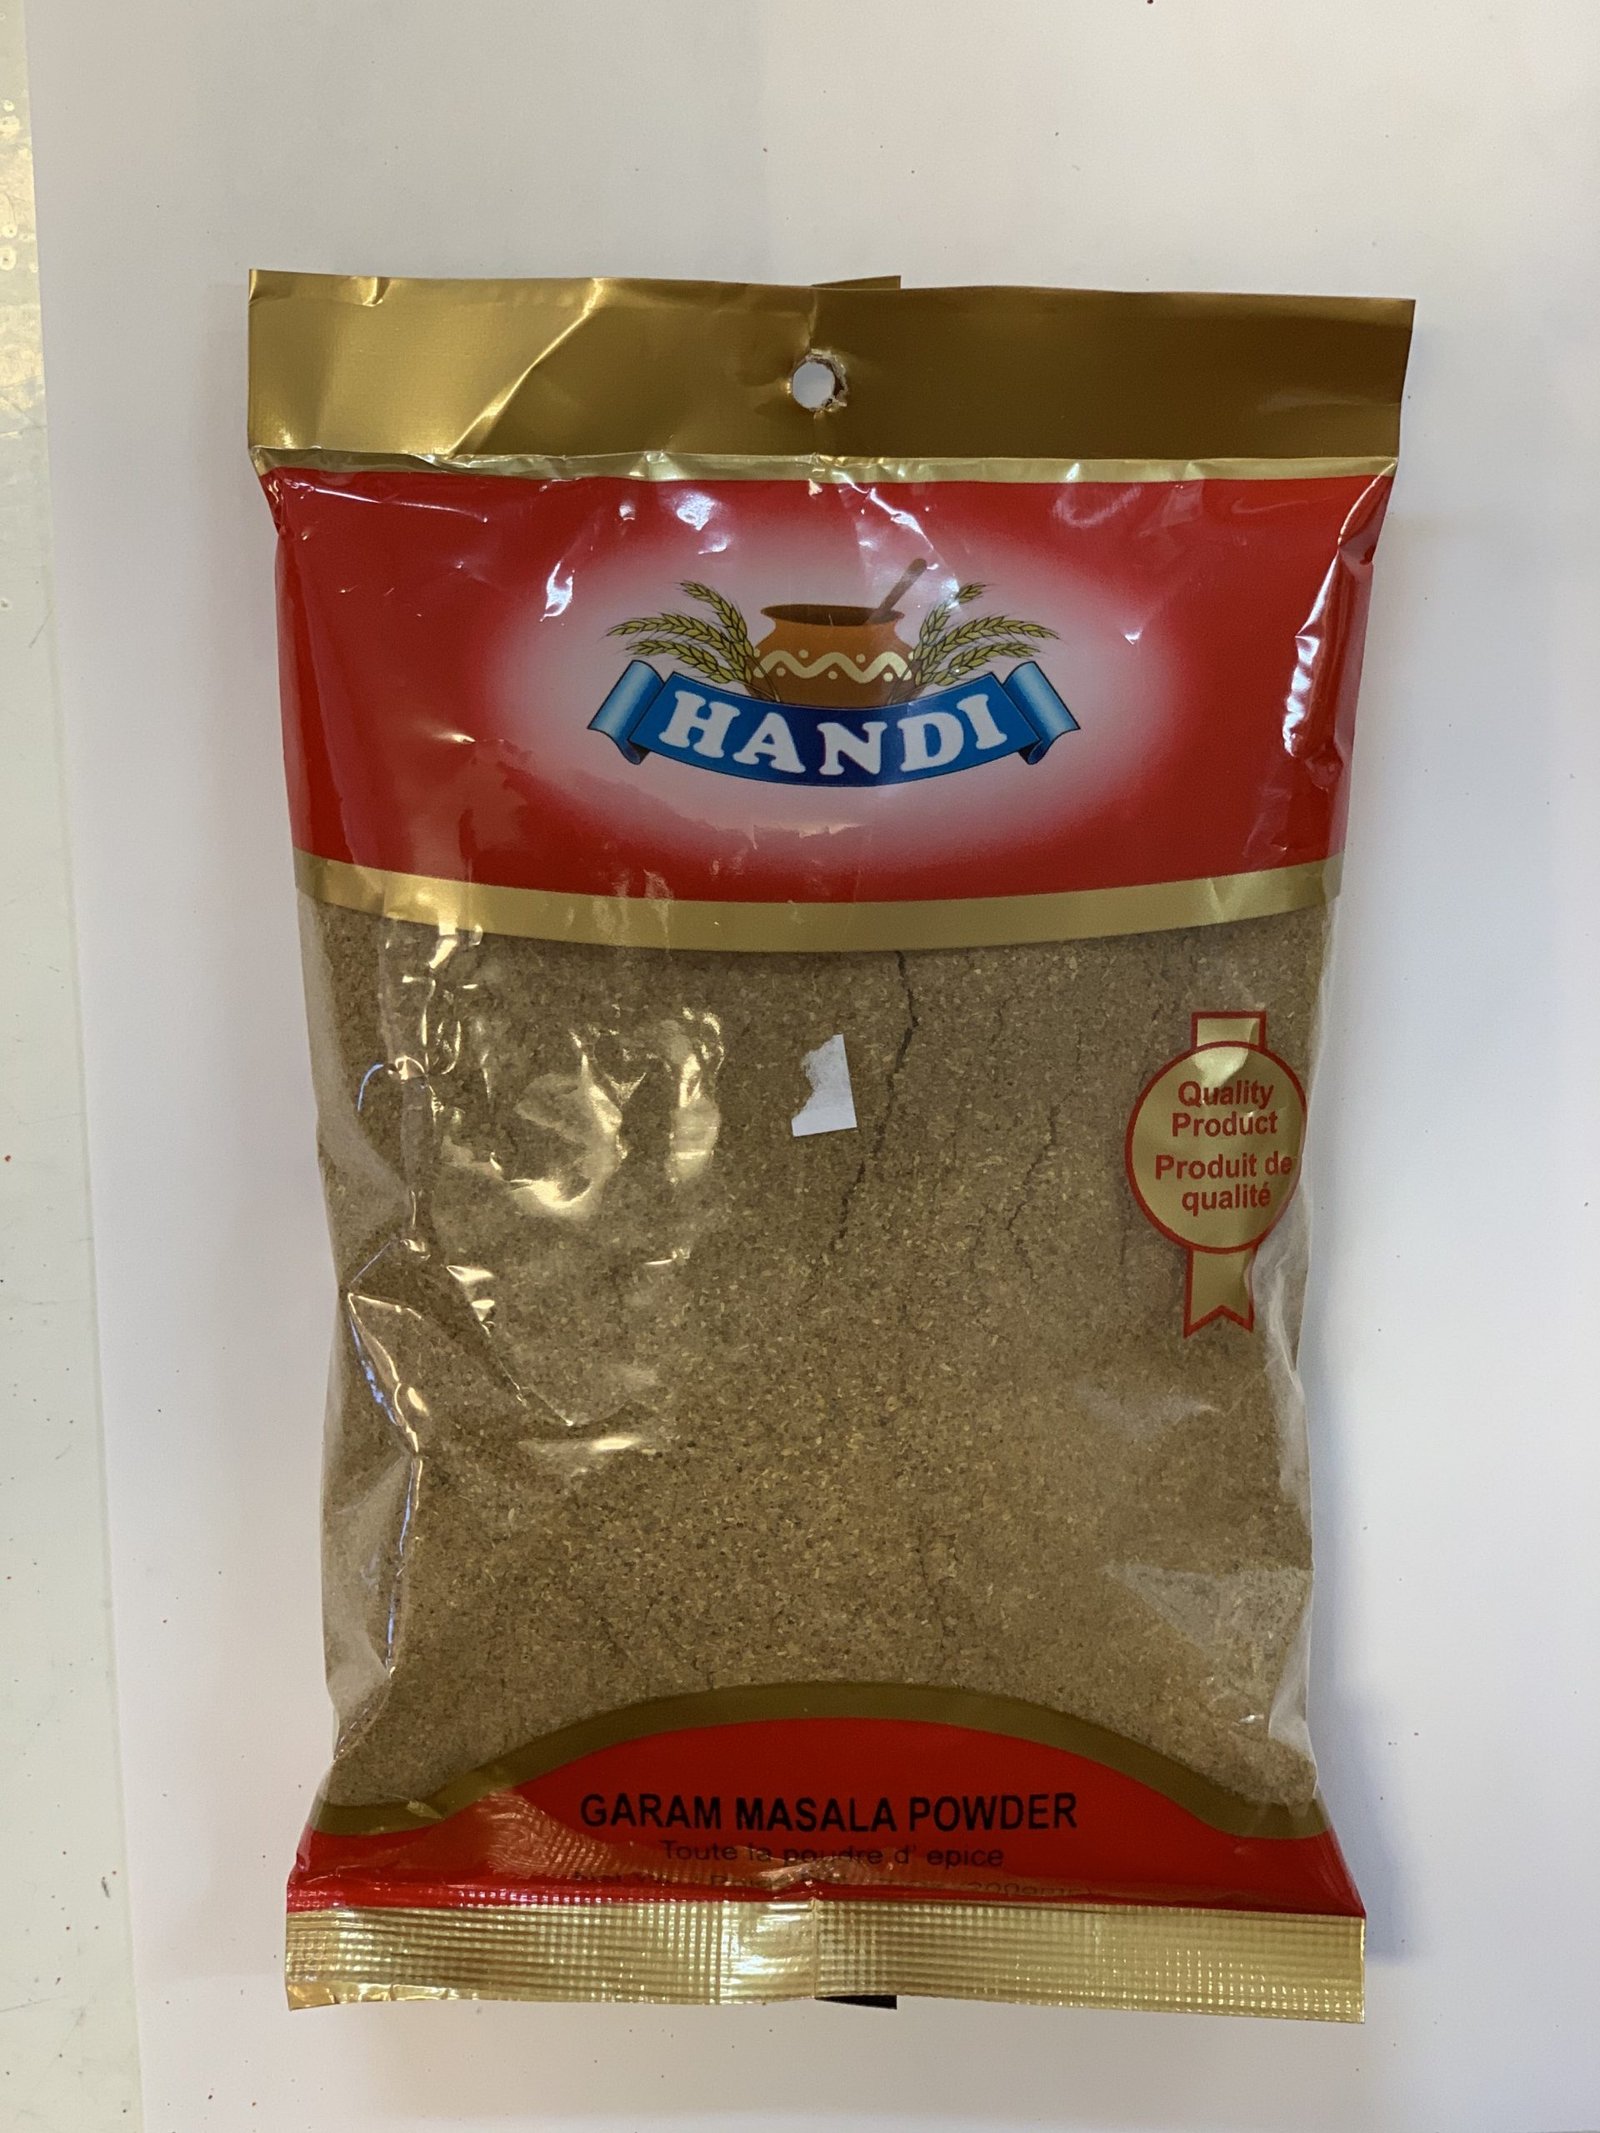 HANDI
Quality
Product
Produit de
qualité
GARAM MASALA POWDER
Toute la poudre d' epice